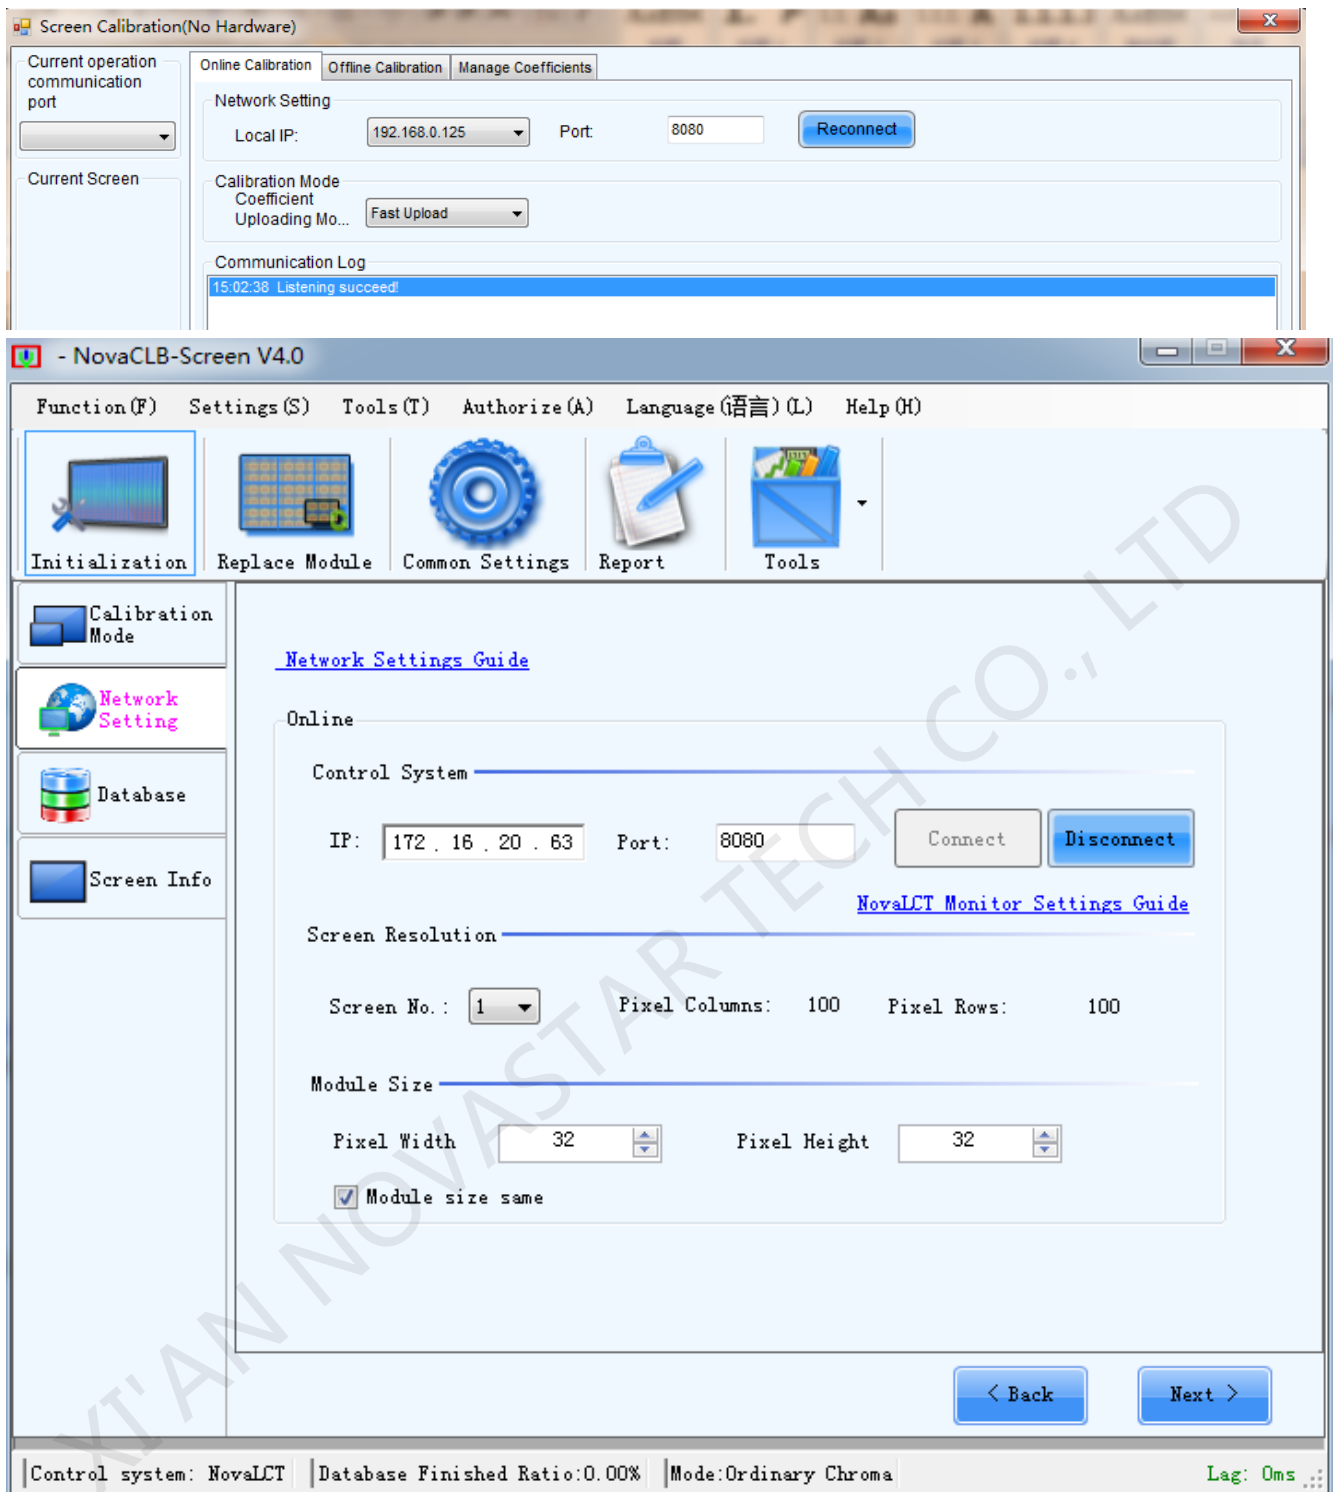 Screen Calibration(No Hardware)
Current operation
communication
port
Current Screen
Online Calibration Offline Calibration Manage Coefficients
Network Setting
Local IP: 192.168.0.125 Port: 8080 Reconnect
Calibration Mode
Coefficient
Uploading Mo... Fast Upload
Communication Log
15:02:38 Listening succeed!
- NovaCLB-Screen V4.0
Function(F) Settings(S) Tools(T) Authorize(A) Language(语言)(L) Help(H)
Initialization Replace Module Common Settings Report Tools
Calibration
Mode
Network
Setting
Database
Screen Info
Network Settings Guide
Online
Control System
IP: 172 . 16 . 20 . 63 Port: 8080 Connect Disconnect
NovaLCT Monitor Settings Guide
Screen Resolution
Screen No.: 1 Pixel Columns: 100 Pixel Rows: 100
Module Size
Pixel Width 32 Pixel Height 32
Module size same
< Back Next >
Control system: NovaLCT Database Finished Ratio:0.00% Mode:Ordinary Chroma Lag: 0ms
XI'AN NOVASTAR TECH CO., LTD